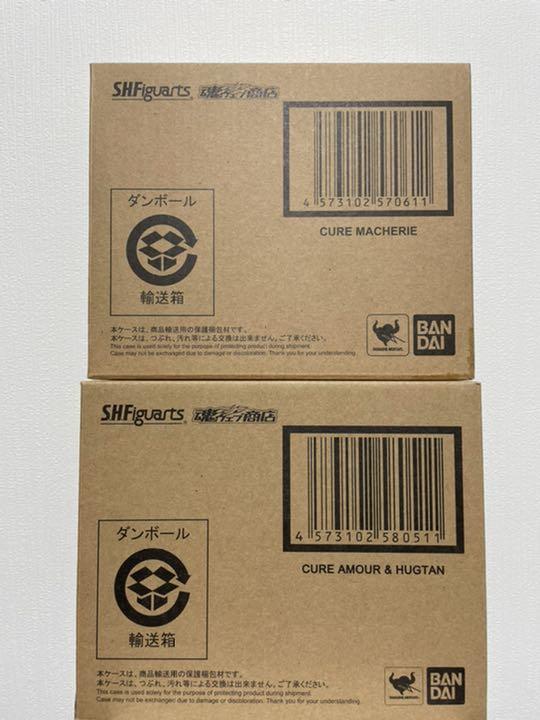 S.H.Figuarts 魂ウェブ商店
4 573102 570611
CURE MACHERIE
ダンボール
輸送箱
本ケースは、商品輸送用の保護梱包材です。
本ケースは、つぶれ、汚れ等による交換は出来ません。ご了承ください。
This case is used solely for the purpose of protecting product during shipment.
Case may not be exchanged due to damage or discoloration. Thank you for your understanding.
TAMASHII NATIONS
BAN
DAI
S.H.Figuarts 魂ウェブ商店
4 573102 580511
CURE AMOUR & HUGTAN
ダンボール
輸送箱
本ケースは、商品輸送用の保護梱包材です。
本ケースは、つぶれ、汚れ等による交換は出来ません。ご了承ください。
This case is used solely for the purpose of protecting product during shipment.
Case may not be exchanged due to damage or discoloration. Thank you for your understanding.
TAMASHII NATIONS
BAN
DAI